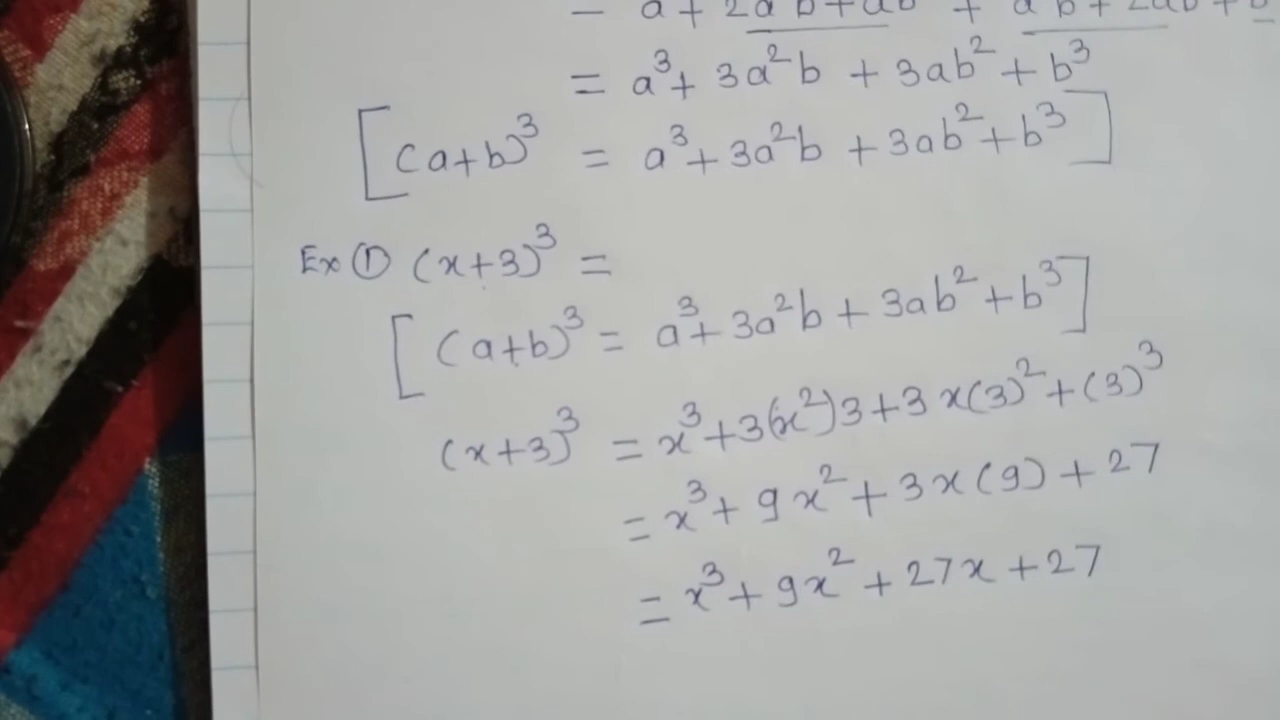 = a³ + 3a²b + 3ab² + b³
[(a+b)³ = a³ + 3a²b + 3ab² + b³]
Ex ① (x+3)³ =
[(a+b)³ = a³ + 3a²b + 3ab² + b³]
(x+3)³ = x³ + 3(x²)3 + 3x(3)² + (3)³
= x³ + 9x² + 3x(9) + 27
= x³ + 9x² + 27x + 27